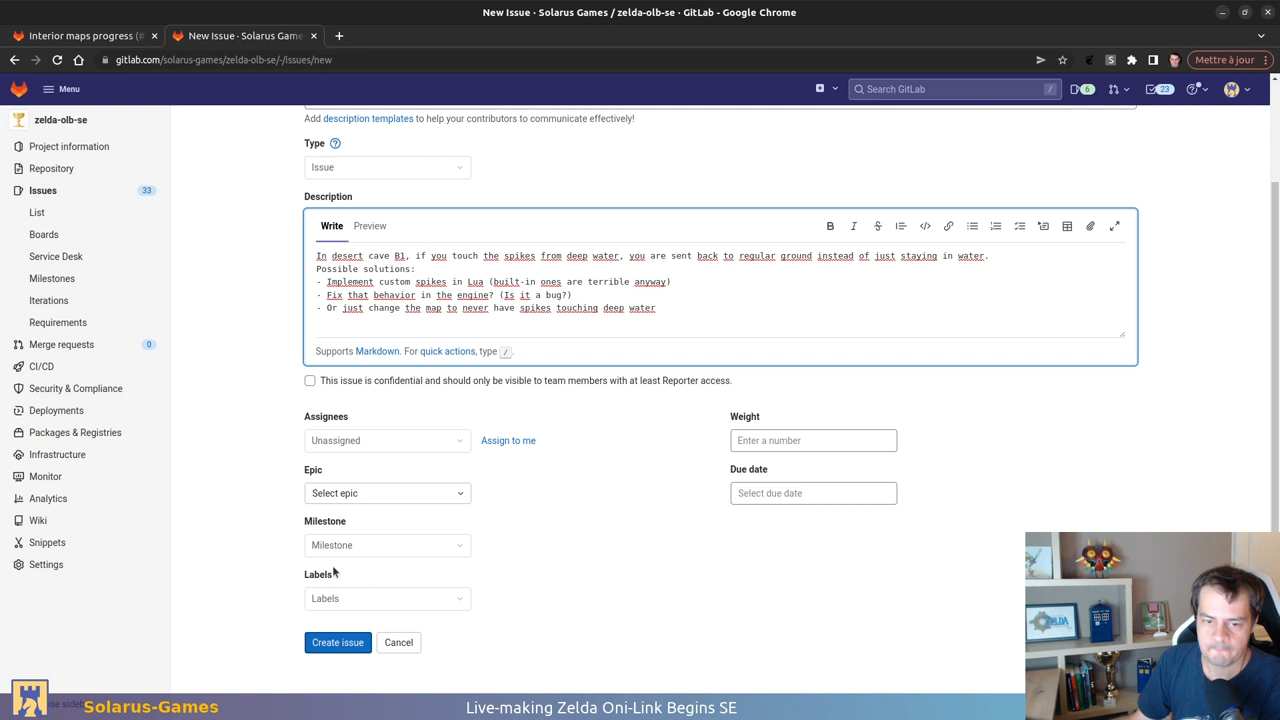 New Issue · Solarus Games / zelda-olb-se · GitLab - Google Chrome
Interior maps progress (#
New Issue · Solarus Game
gitlab.com/solarus-games/zelda-olb-se/-/issues/new
Mettre à jour
Menu
Search GitLab
/
6
23
zelda-olb-se
Project information
Repository
Issues
33
List
Boards
Service Desk
Milestones
Iterations
Requirements
Merge requests
0
CI/CD
Security & Compliance
Deployments
Packages & Registries
Infrastructure
Monitor
Analytics
Wiki
Snippets
Settings
Add description templates to help your contributors to communicate effectively!
Type
Issue
Description
Write
Preview
In desert cave B1, if you touch the spikes from deep water, you are sent back to regular ground instead of just staying in water.
Possible solutions:
- Implement custom spikes in Lua (built-in ones are terrible anyway)
- Fix that behavior in the engine? (Is it a bug?)
- Or just change the map to never have spikes touching deep water
Supports Markdown. For quick actions, type /.
This issue is confidential and should only be visible to team members with at least Reporter access.
Assignees
Unassigned
Assign to me
Weight
Enter a number
Epic
Select epic
Due date
Select due date
Milestone
Milestone
Labels
Labels
Create issue
Cancel
Solarus-Games
Live-making Zelda Oni-Link Begins SE